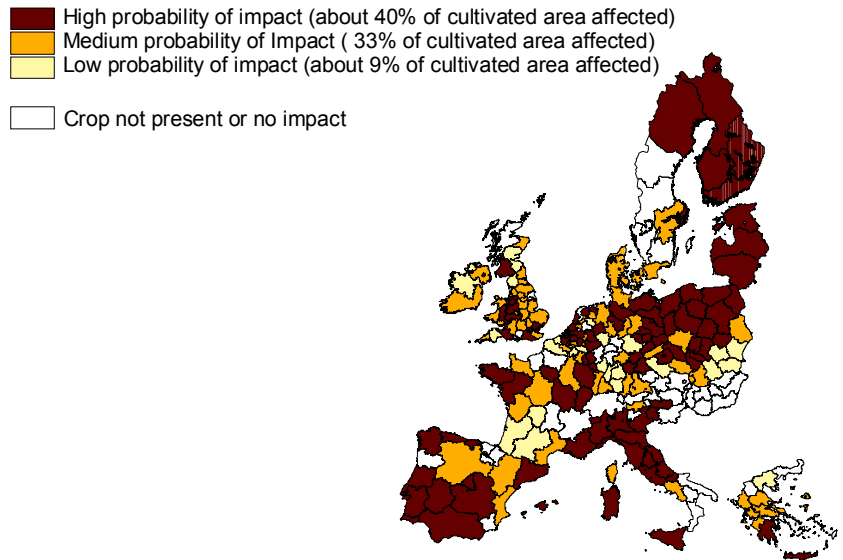 High probability of impact (about 40% of cultivated area affected)
Medium probability of Impact ( 33% of cultivated area affected)
Low probability of impact (about 9% of cultivated area affected)
Crop not present or no impact